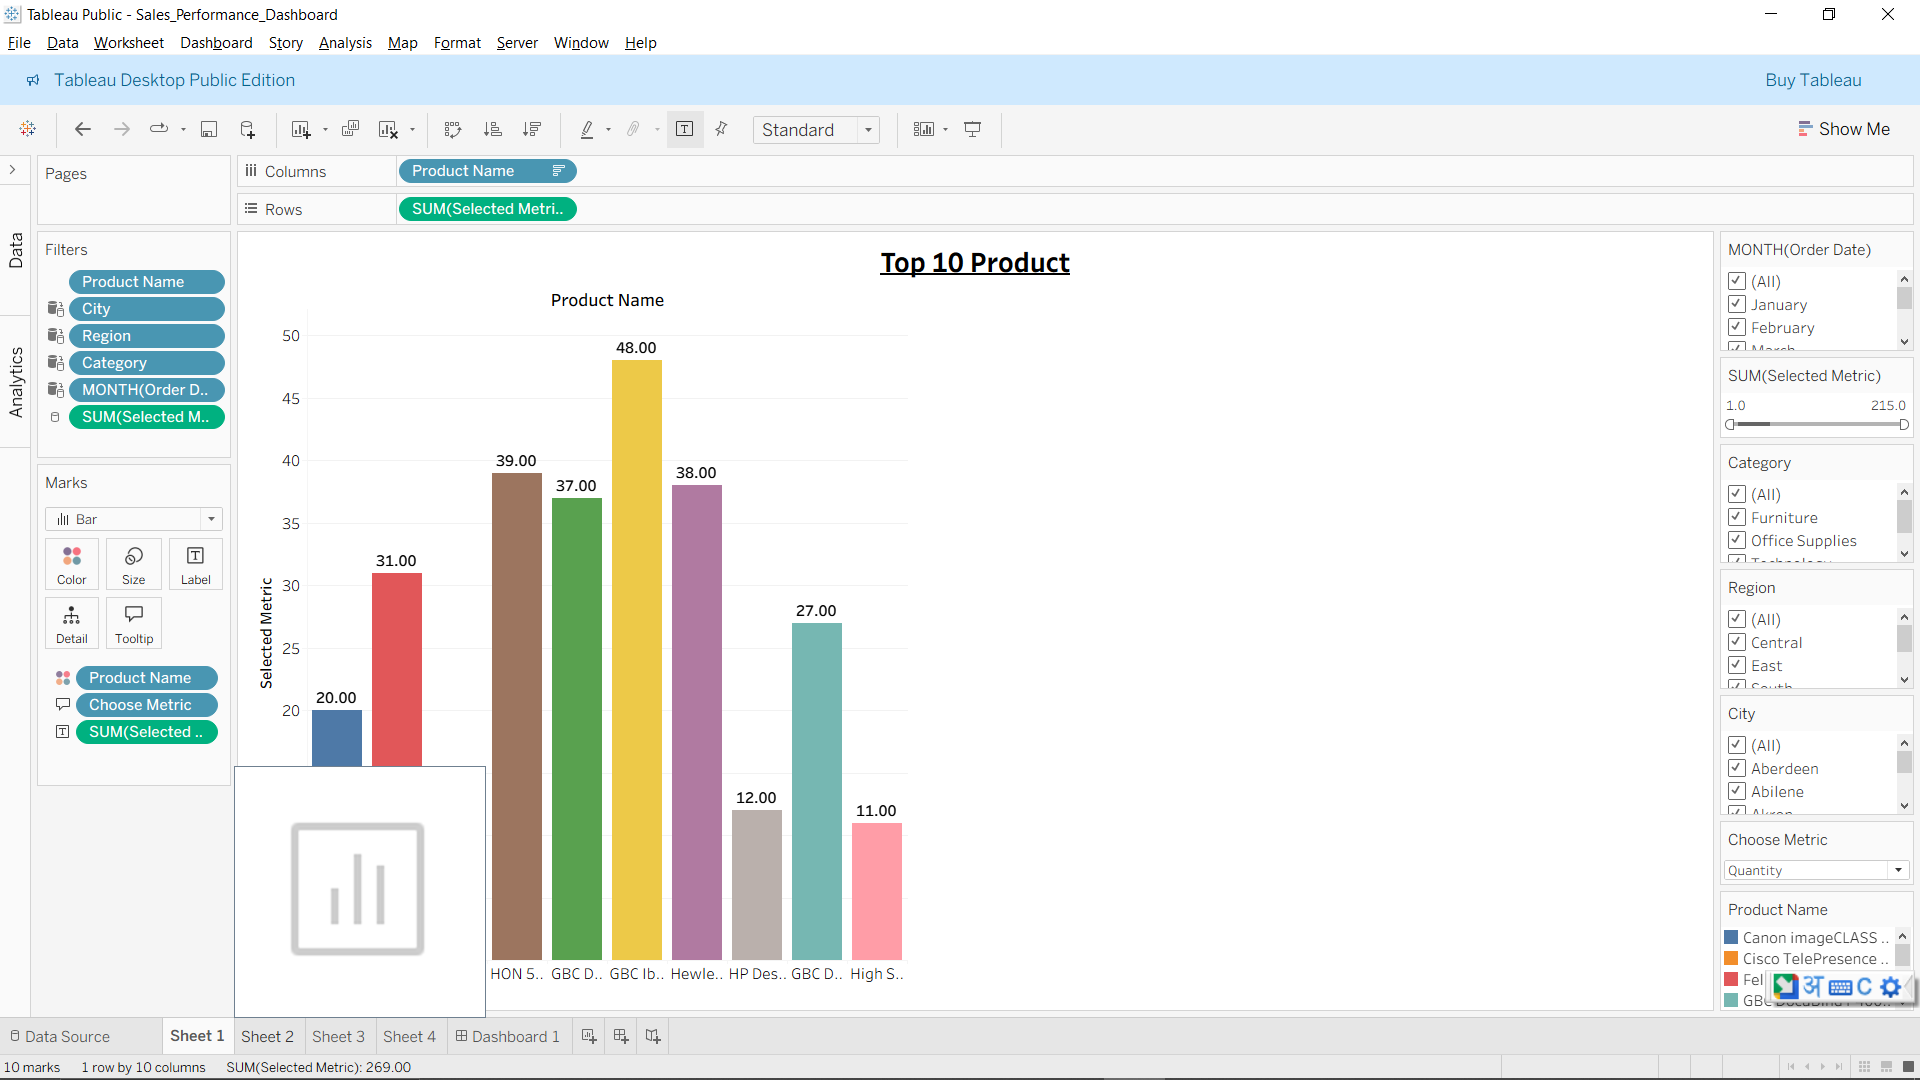 Tableau Public - Sales_Performance_Dashboard
File Data Worksheet Dashboard Story Analysis Map Format Server Window Help
Tableau Desktop Public Edition
Buy Tableau
Standard
Show Me
Data
Analytics
Pages
Filters
Product Name
City
Region
Category
MONTH(Order D..
SUM(Selected M..
Marks
Bar
Color Size Label
Detail Tooltip
Product Name
Choose Metric
SUM(Selected ..
Columns Product Name
Rows SUM(Selected Metri..
Top 10 Product
Product Name
Selected Metric
50
45
40
35
30
25
20
20.00
31.00
39.00
37.00
48.00
38.00
12.00
27.00
11.00
HON 5.. GBC D.. GBC Ib.. Hewle.. HP Des.. GBC D.. High S..
MONTH(Order Date)
(All)
January
February
March
SUM(Selected Metric)
1.0 215.0
Category
(All)
Furniture
Office Supplies
Technology
Region
(All)
Central
East
South
City
(All)
Aberdeen
Abilene
Akron
Choose Metric
Quantity
Product Name
Canon imageCLASS ..
Cisco TelePresence ..
Fel
अ C
Data Source Sheet 1 Sheet 2 Sheet 3 Sheet 4 Dashboard 1
10 marks 1 row by 10 columns SUM(Selected Metric): 269.00